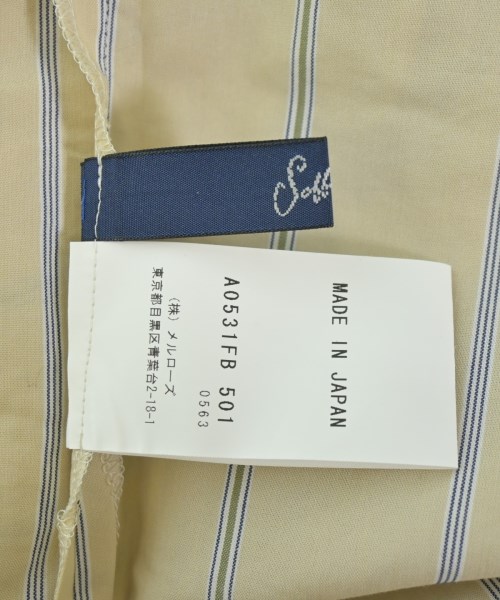 MADE IN JAPAN
A0531FB 501
0563
(株) メルローズ
東京都目黒区青葉台2-18-1